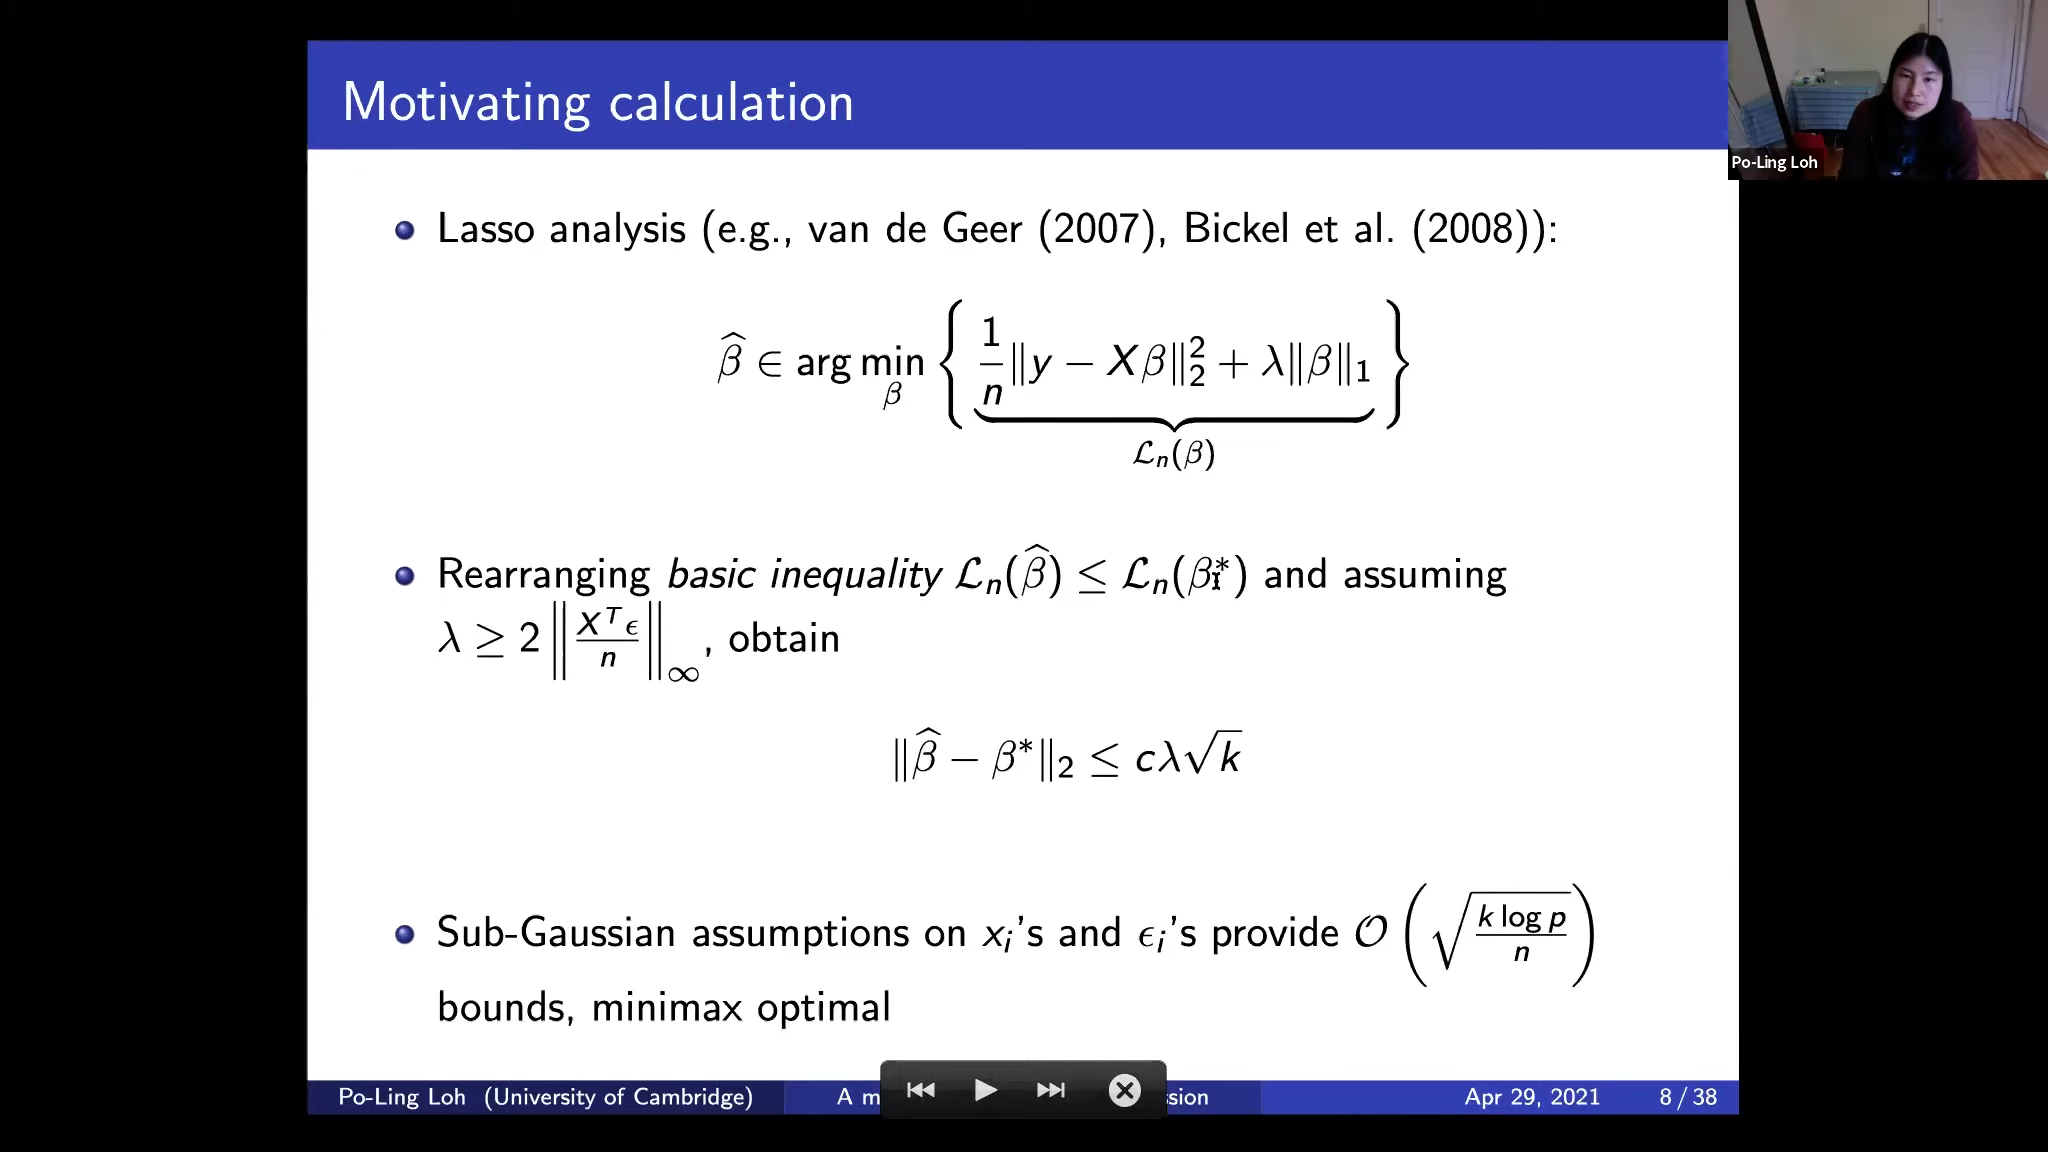 Motivating calculation
Po-Ling Loh
Lasso analysis (e.g., van de Geer (2007), Bickel et al. (2008)):
β̂ ∈ arg min_β { 1/n ‖y − Xβ‖₂² + λ‖β‖₁ }
ℒₙ(β)
Rearranging basic inequality ℒₙ(β̂) ≤ ℒₙ(β*) and assuming
λ ≥ 2 ‖Xᵀϵ/n‖_∞, obtain
‖β̂ − β*‖₂ ≤ cλ√k
Sub-Gaussian assumptions on xᵢ's and ϵᵢ's provide 𝒪(√(k log p / n))
bounds, minimax optimal
Po-Ling Loh (University of Cambridge) A m ssion Apr 29, 2021 8 / 38